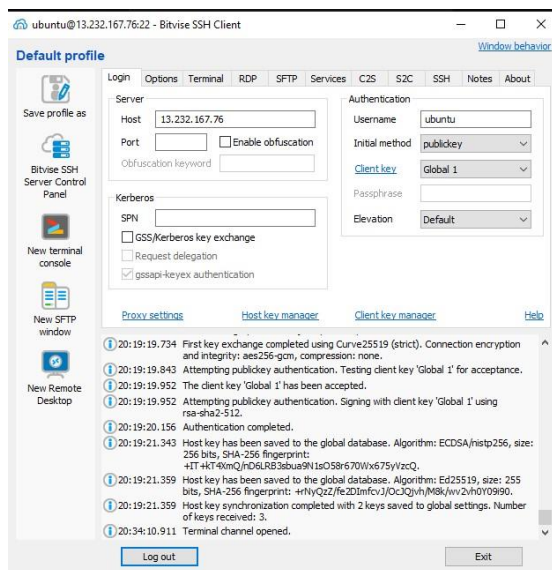 ubuntu@13.232.167.76:22 - Bitvise SSH Client
Default profile
Window behavior
Save profile as
Bitvise SSH
Server Control
Panel
New terminal
console
New SFTP
window
New Remote
Desktop
Login Options Terminal RDP SFTP Services C2S S2C SSH Notes About
Server
Host 13.232.167.76
Port Enable obfuscation
Obfuscation keyword
Kerberos
SPN
GSS/Kerberos key exchange
Request delegation
gssapi-keyex authentication
Authentication
Username ubuntu
Initial method publickey
Client key Global 1
Passphrase
Elevation Default
Proxy settings Host key manager Client key manager Help
20:19:19.734 First key exchange completed using Curve25519 (strict). Connection encryption
and integrity: aes256-gcm, compression: none.
20:19:19.843 Attempting publickey authentication. Testing client key 'Global 1' for acceptance.
20:19:19.952 The client key 'Global 1' has been accepted.
20:19:19.952 Attempting publickey authentication. Signing with client key 'Global 1' using
rsa-sha2-512.
20:19:20.156 Authentication completed.
20:19:21.343 Host key has been saved to the global database. Algorithm: ECDSA/nistp256, size:
256 bits, SHA-256 fingerprint:
+IT+kT4XmQ/nD6LRB3sbua9N1sO58r670Wx675yVzcQ.
20:19:21.359 Host key has been saved to the global database. Algorithm: Ed25519, size: 255
bits, SHA-256 fingerprint: +rNyQzZ/fe2DImfcvJ/OcJQjvh/M8k/wv2vh0Y09i90.
20:19:21.359 Host key synchronization completed with 2 keys saved to global settings. Number
of keys received: 3.
20:34:10.911 Terminal channel opened.
Log out Exit